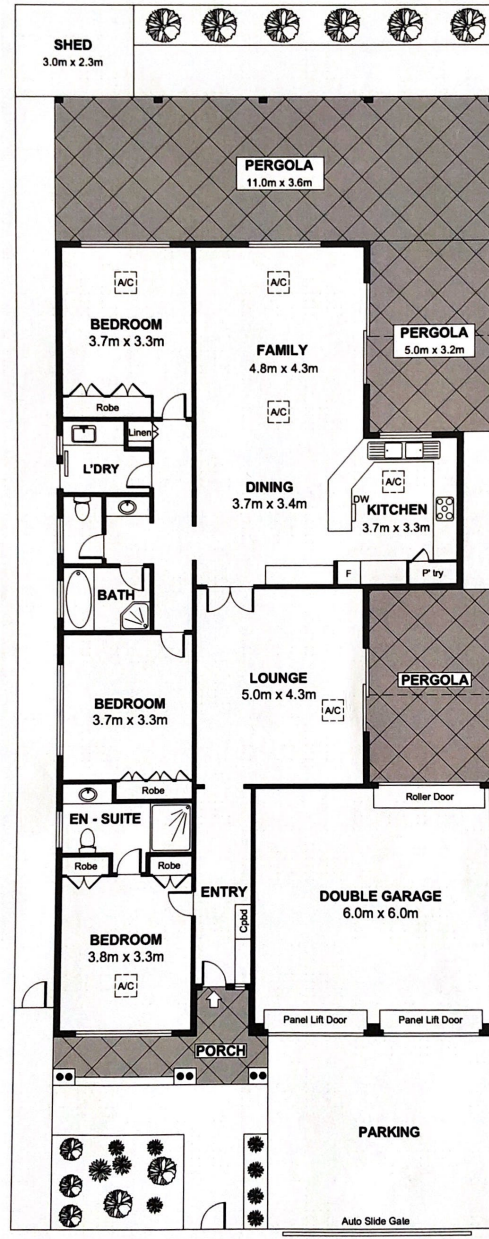 SHED
3.0m x 2.3m
PERGOLA
11.0m x 3.6m
A/C
A/C
BEDROOM
3.7m x 3.3m
FAMILY
4.8m x 4.3m
PERGOLA
5.0m x 3.2m
Robe
A/C
Linen
L'DRY
DINING
3.7m x 3.4m
A/C
DW
KITCHEN
3.7m x 3.3m
BATH
F
P'try
LOUNGE
5.0m x 4.3m
A/C
PERGOLA
BEDROOM
3.7m x 3.3m
Robe
Roller Door
EN - SUITE
Robe
Robe
ENTRY
Cpbd
DOUBLE GARAGE
6.0m x 6.0m
BEDROOM
3.8m x 3.3m
A/C
Panel Lift Door
Panel Lift Door
PORCH
PARKING
Auto Slide Gate